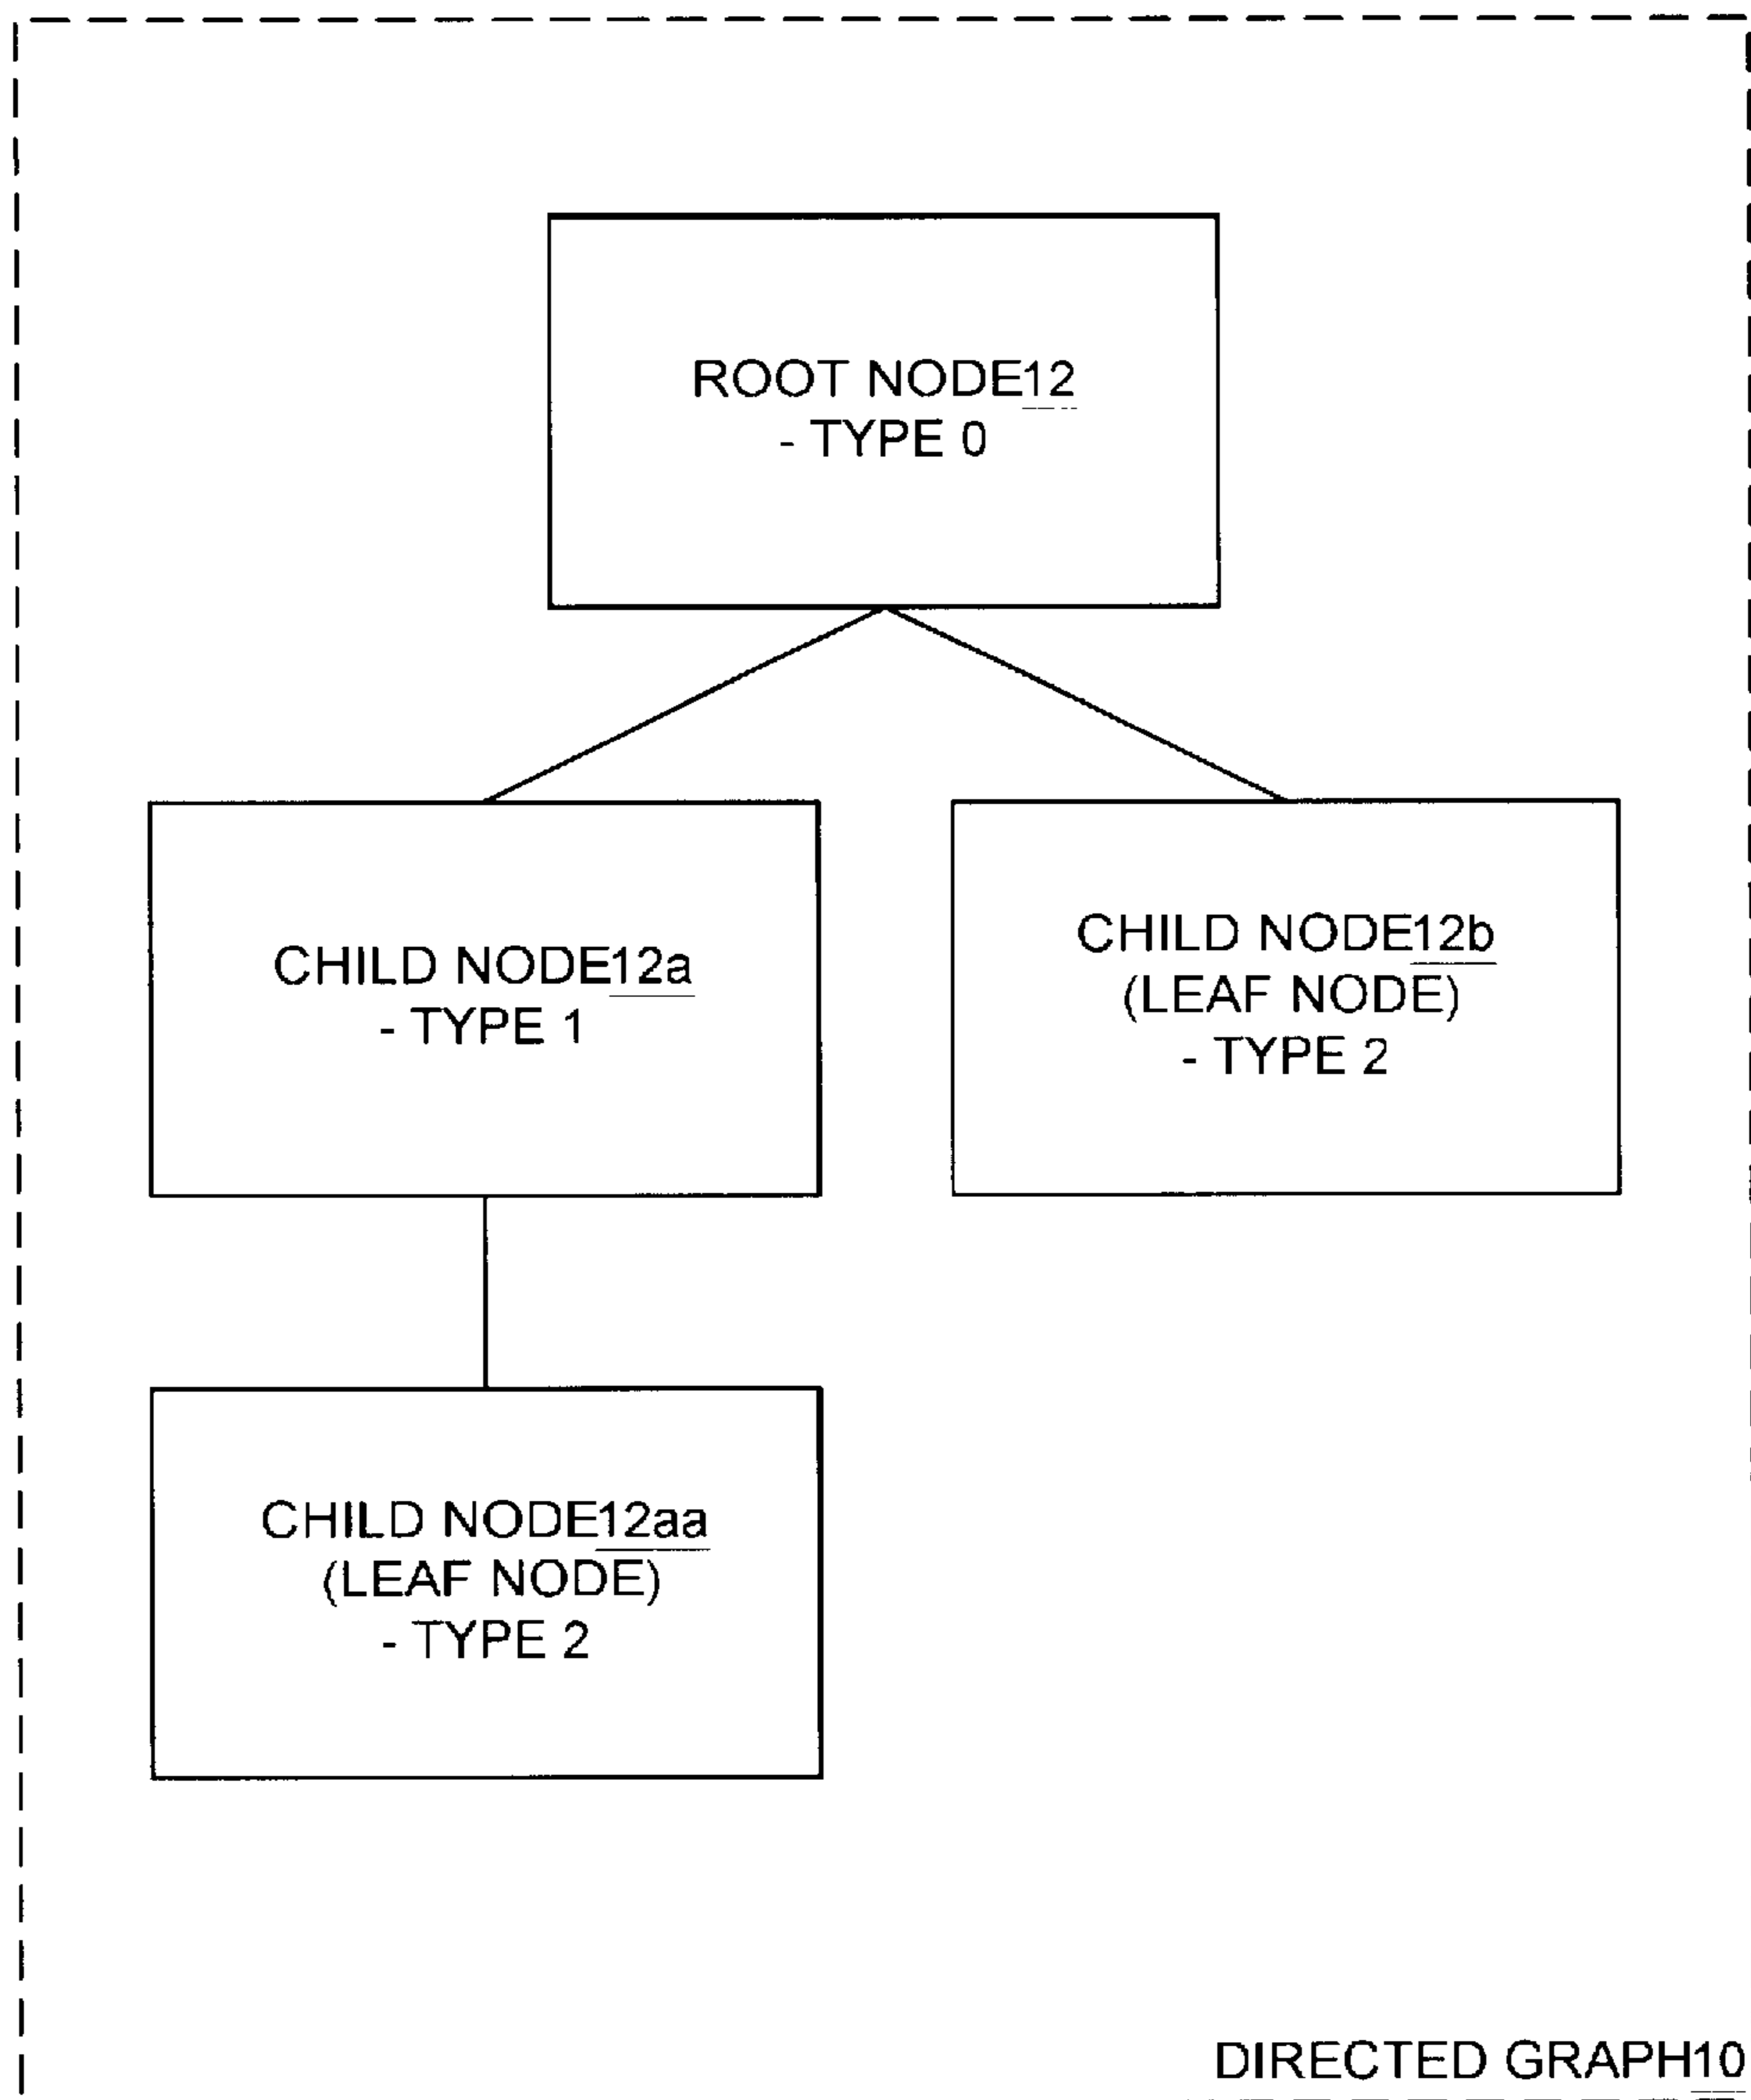 ROOT NODE12
- TYPE 0
CHILD NODE12a
- TYPE 1
CHILD NODE12b
(LEAF NODE)
- TYPE 2
CHILD NODE12aa
(LEAF NODE)
- TYPE 2
DIRECTED GRAPH10